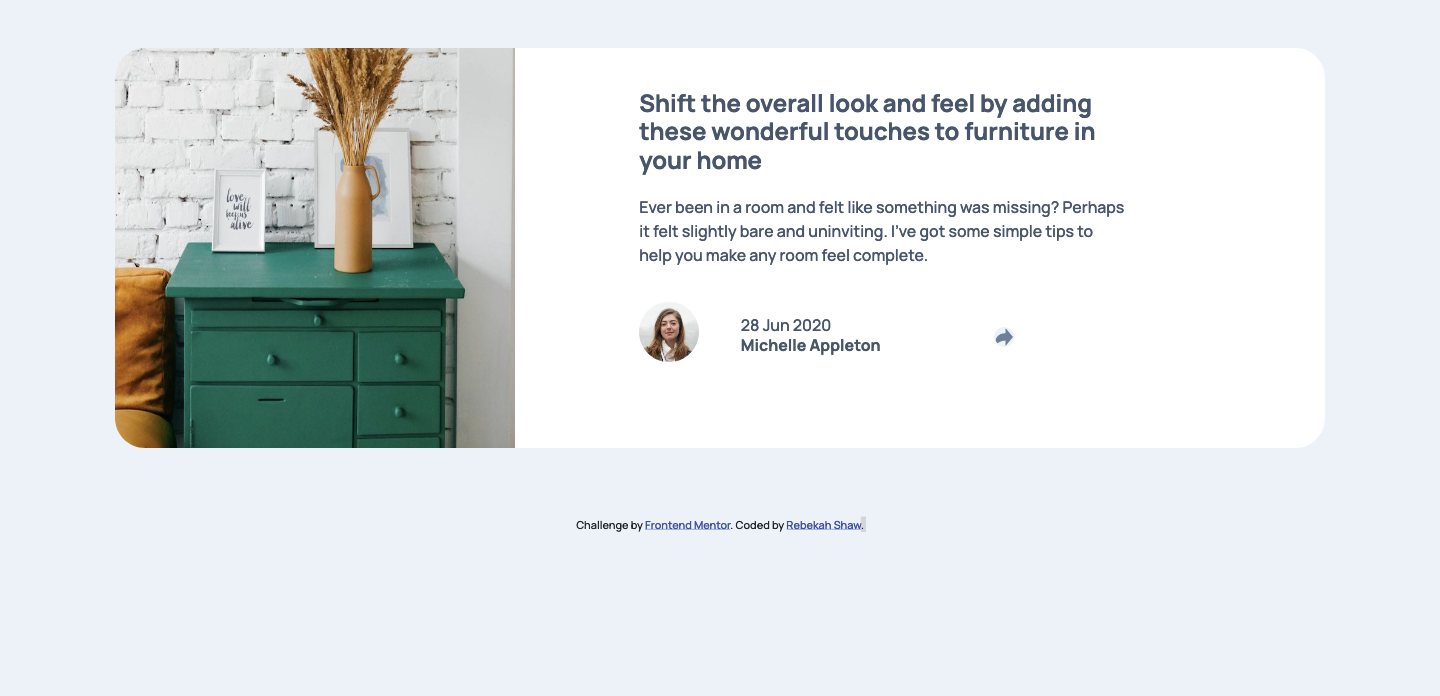 love
will
keep us
alive
Shift the overall look and feel by adding
these wonderful touches to furniture in
your home
Ever been in a room and felt like something was missing? Perhaps
it felt slightly bare and uninviting. I've got some simple tips to
help you make any room feel complete.
28 Jun 2020
Michelle Appleton
Challenge by Frontend Mentor. Coded by Rebekah Shaw.